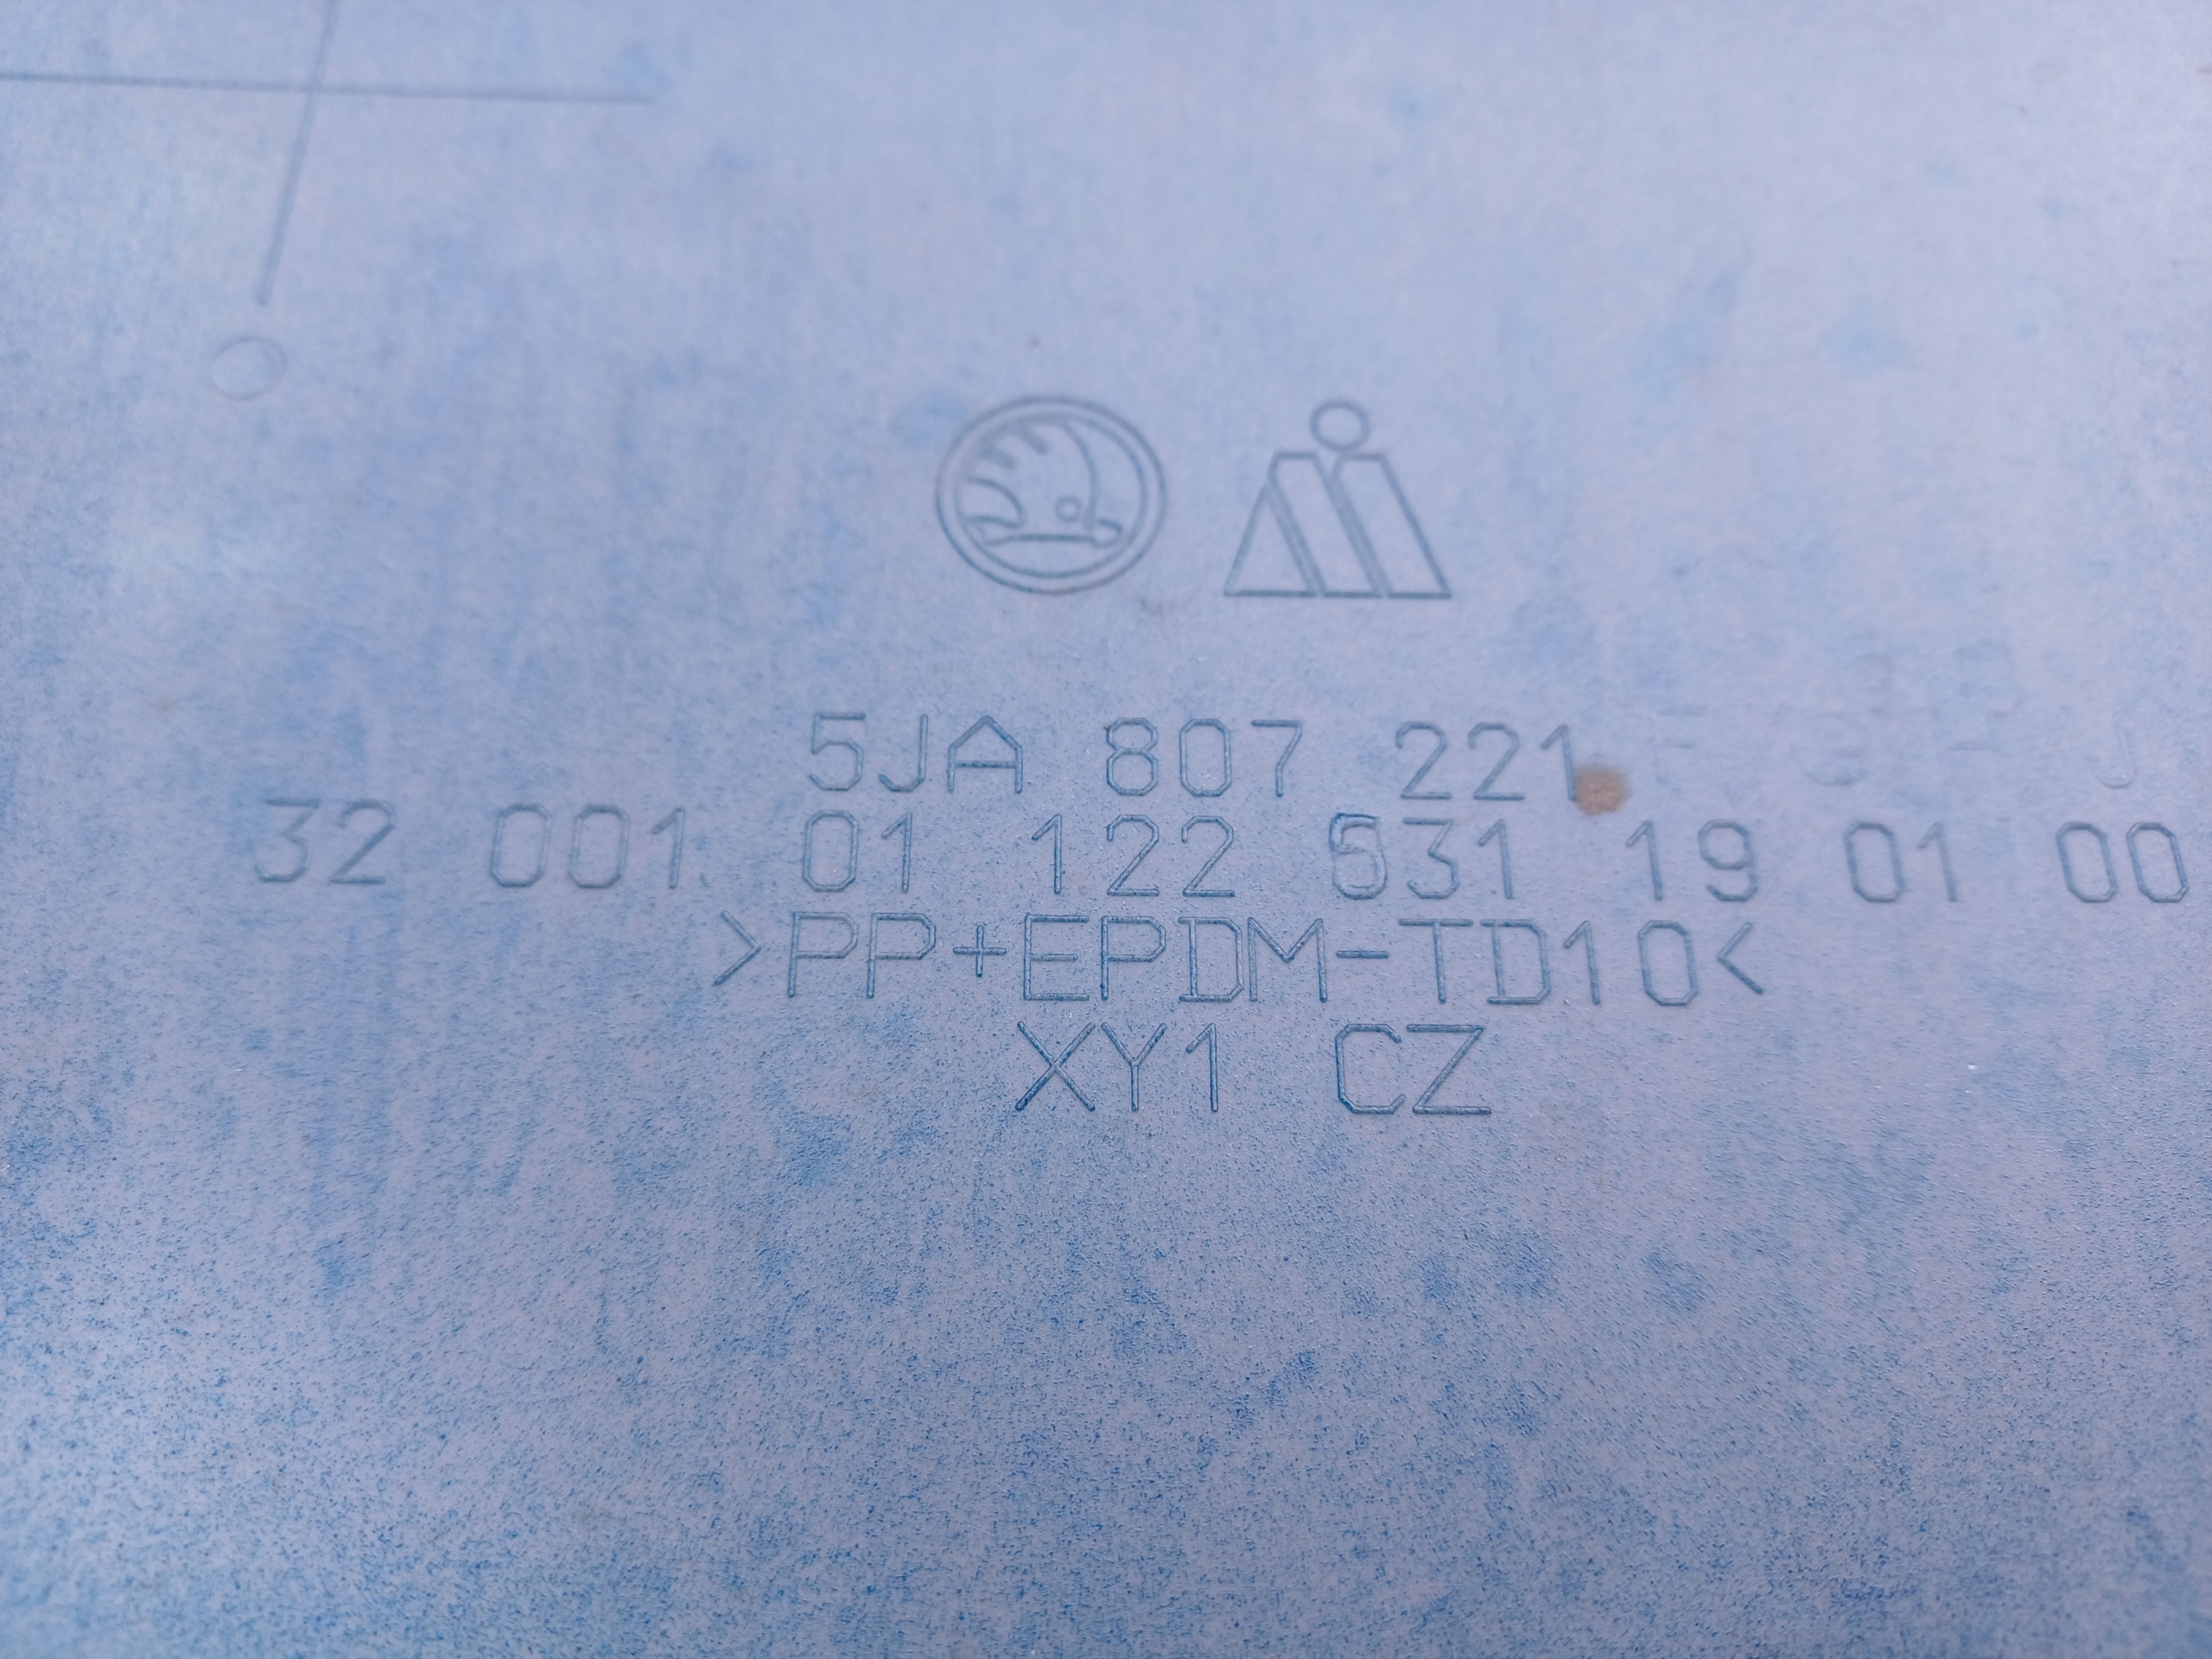 5JA 807 221
32 001 01 122 531 19 01 00
>PP+EPDM-TD10<
XY1 CZ